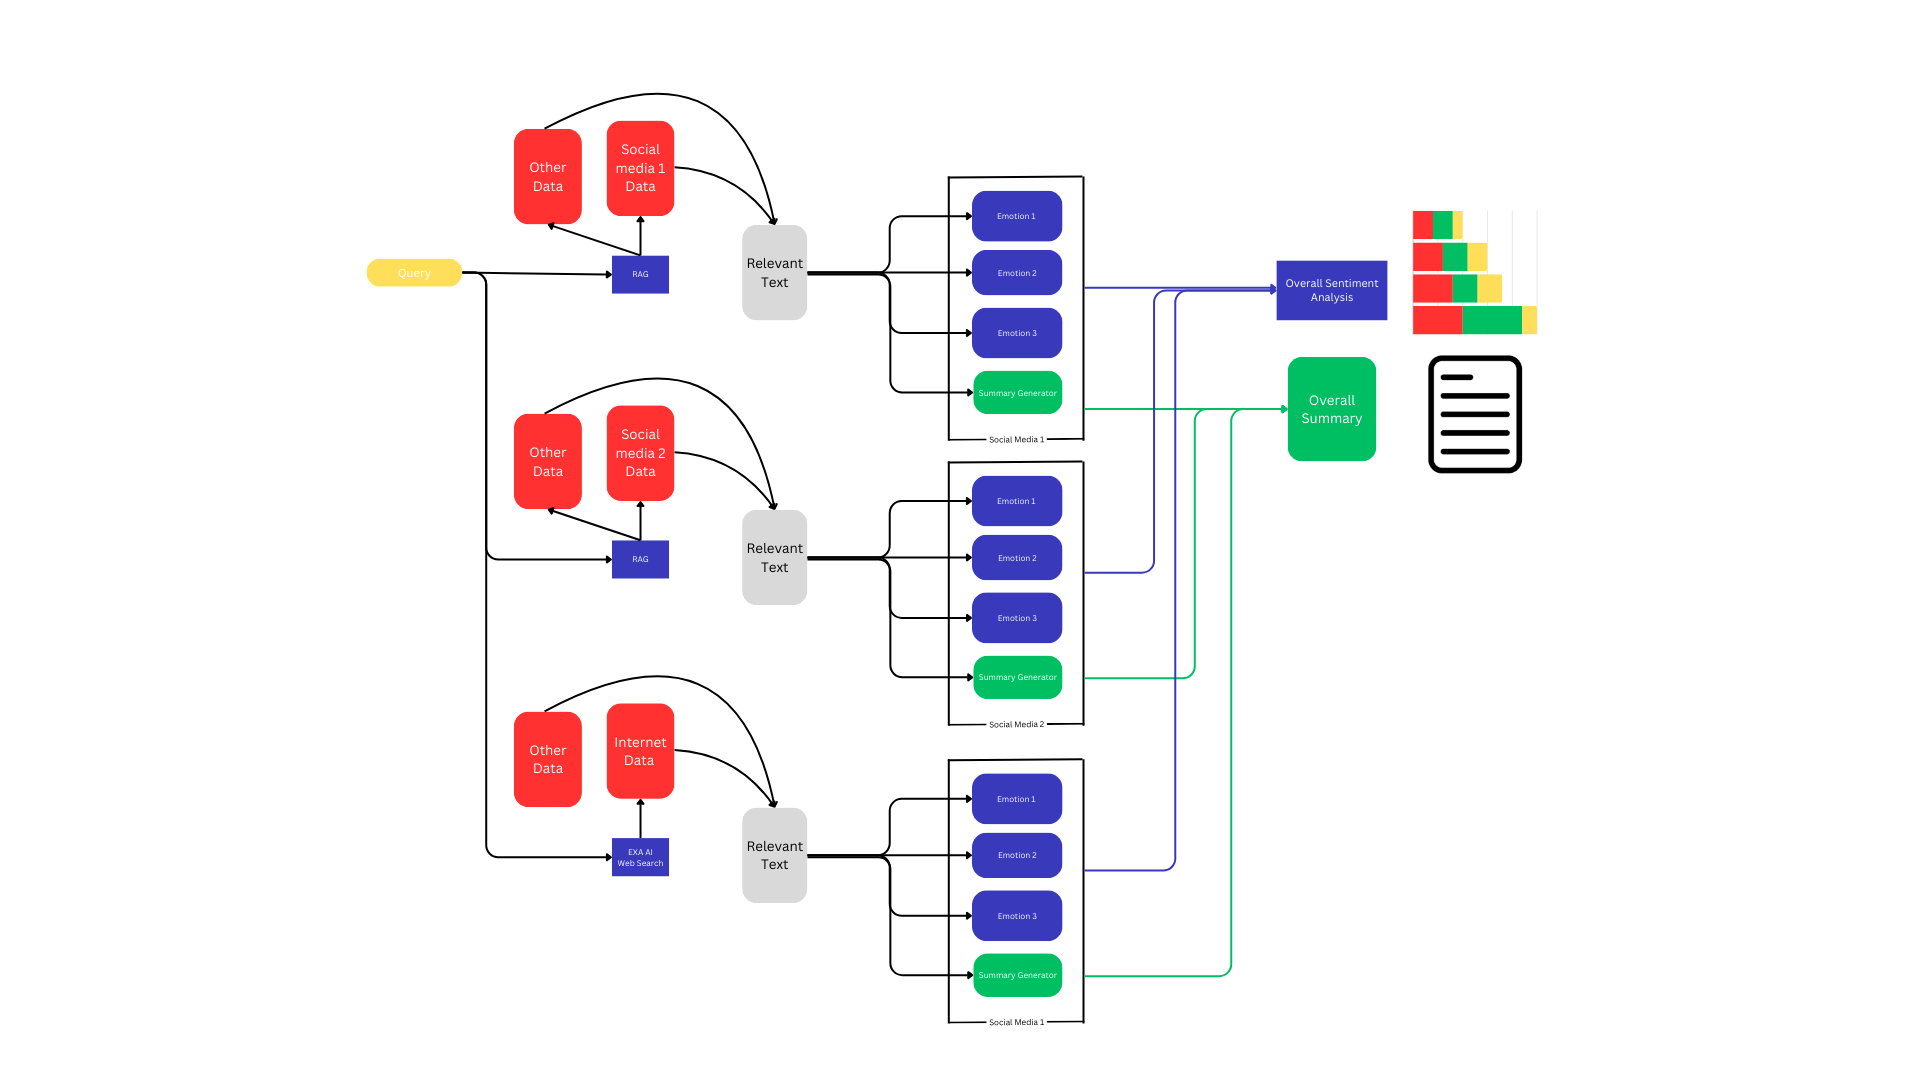 Query
Other
Data
Social
media 1
Data
RAG
Relevant
Text
Emotion 1
Emotion 2
Emotion 3
Summary Generator
Social Media 1
Other
Data
Social
media 2
Data
RAG
Relevant
Text
Emotion 1
Emotion 2
Emotion 3
Summary Generator
Social Media 2
Other
Data
Internet
Data
EXA AI
Web Search
Relevant
Text
Emotion 1
Emotion 2
Emotion 3
Summary Generator
Social Media 1
Overall Sentiment
Analysis
Overall
Summary